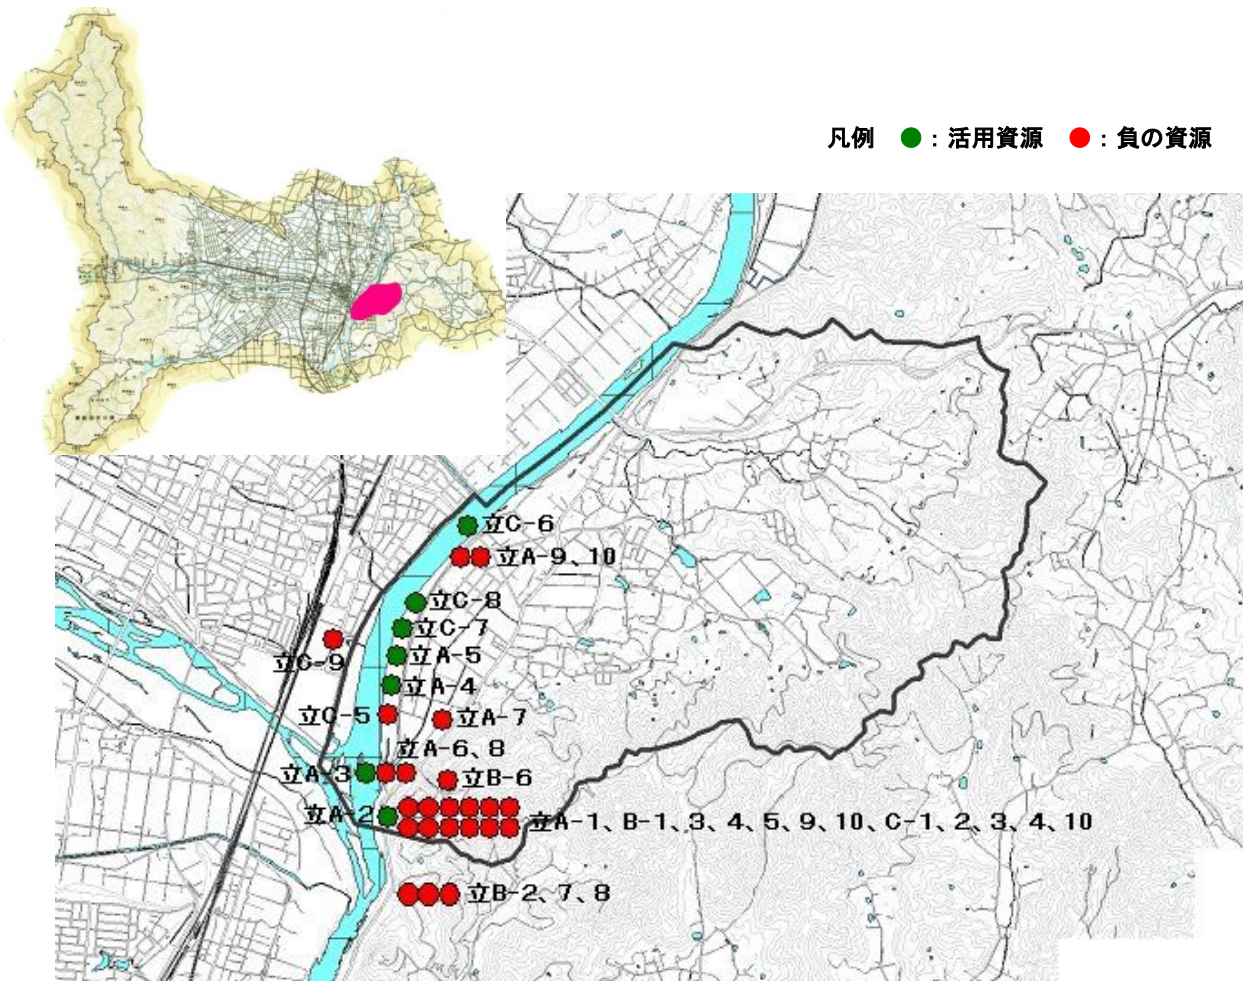 凡例 ●：活用資源 ●：負の資源
立C-6
立A-9、10
立C-8
立C-7
立C-9
立A-5
立A-4
立C-5
立A-7
立A-6、8
立A-3
立B-6
立A-2
立A-1、B-1、3、4、5、9、10、C-1、2、3、4、10
立B-2、7、8